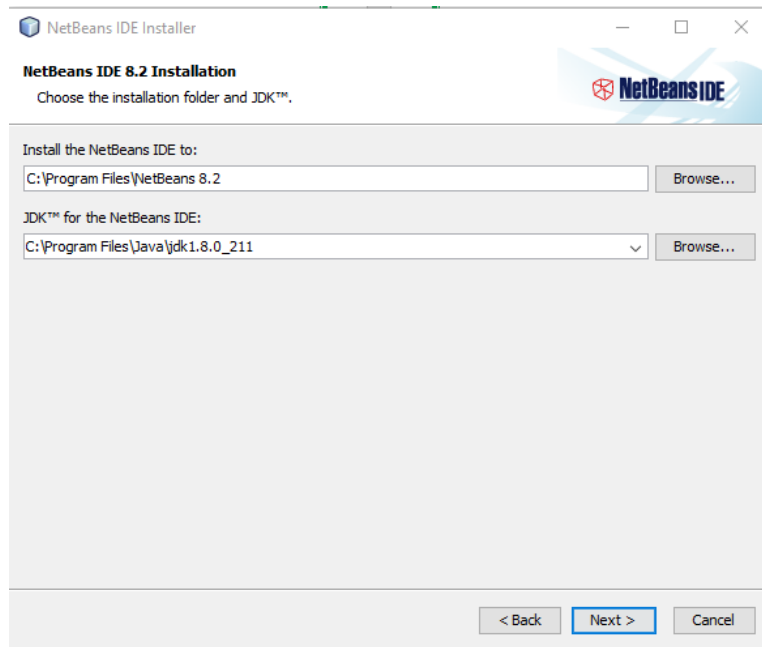 NetBeans IDE Installer
NetBeans IDE 8.2 Installation
Choose the installation folder and JDK™.
NetBeans IDE
Install the NetBeans IDE to:
C:\Program Files\NetBeans 8.2
Browse...
JDK™ for the NetBeans IDE:
C:\Program Files\Java\jdk1.8.0_211
Browse...
< Back
Next >
Cancel